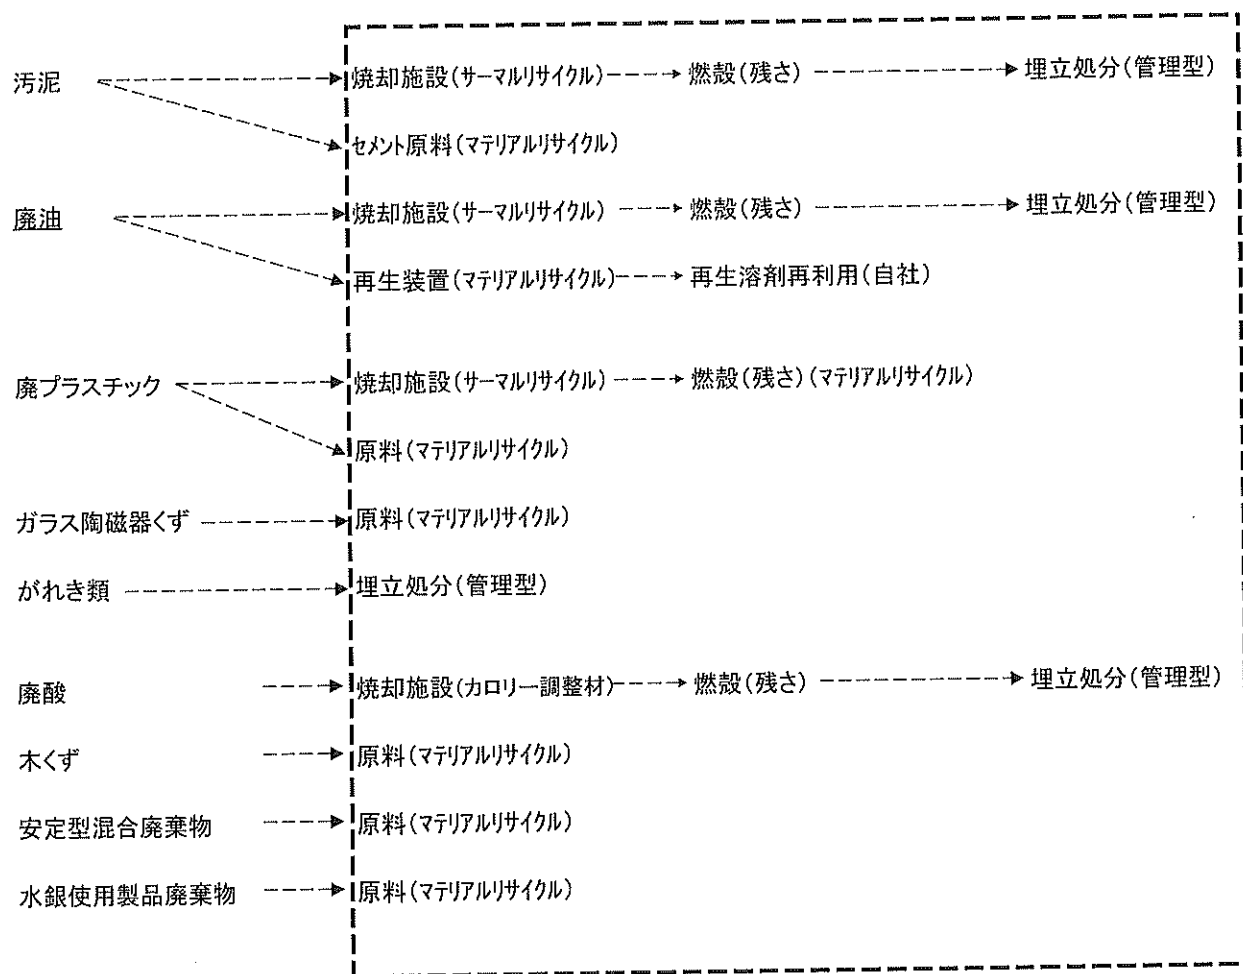 汚泥 焼却施設(サーマルリサイクル) 燃殻(残さ) 埋立処分(管理型)
セメント原料(マテリアルリサイクル)
廃油 焼却施設(サーマルリサイクル) 燃殻(残さ) 埋立処分(管理型)
再生装置(マテリアルリサイクル) 再生溶剤再利用(自社)
廃プラスチック 焼却施設(サーマルリサイクル) 燃殻(残さ)(マテリアルリサイクル)
原料(マテリアルリサイクル)
ガラス陶磁器くず 原料(マテリアルリサイクル)
がれき類 埋立処分(管理型)
廃酸 焼却施設(カロリー調整材) 燃殻(残さ) 埋立処分(管理型)
木くず 原料(マテリアルリサイクル)
安定型混合廃棄物 原料(マテリアルリサイクル)
水銀使用製品廃棄物 原料(マテリアルリサイクル)